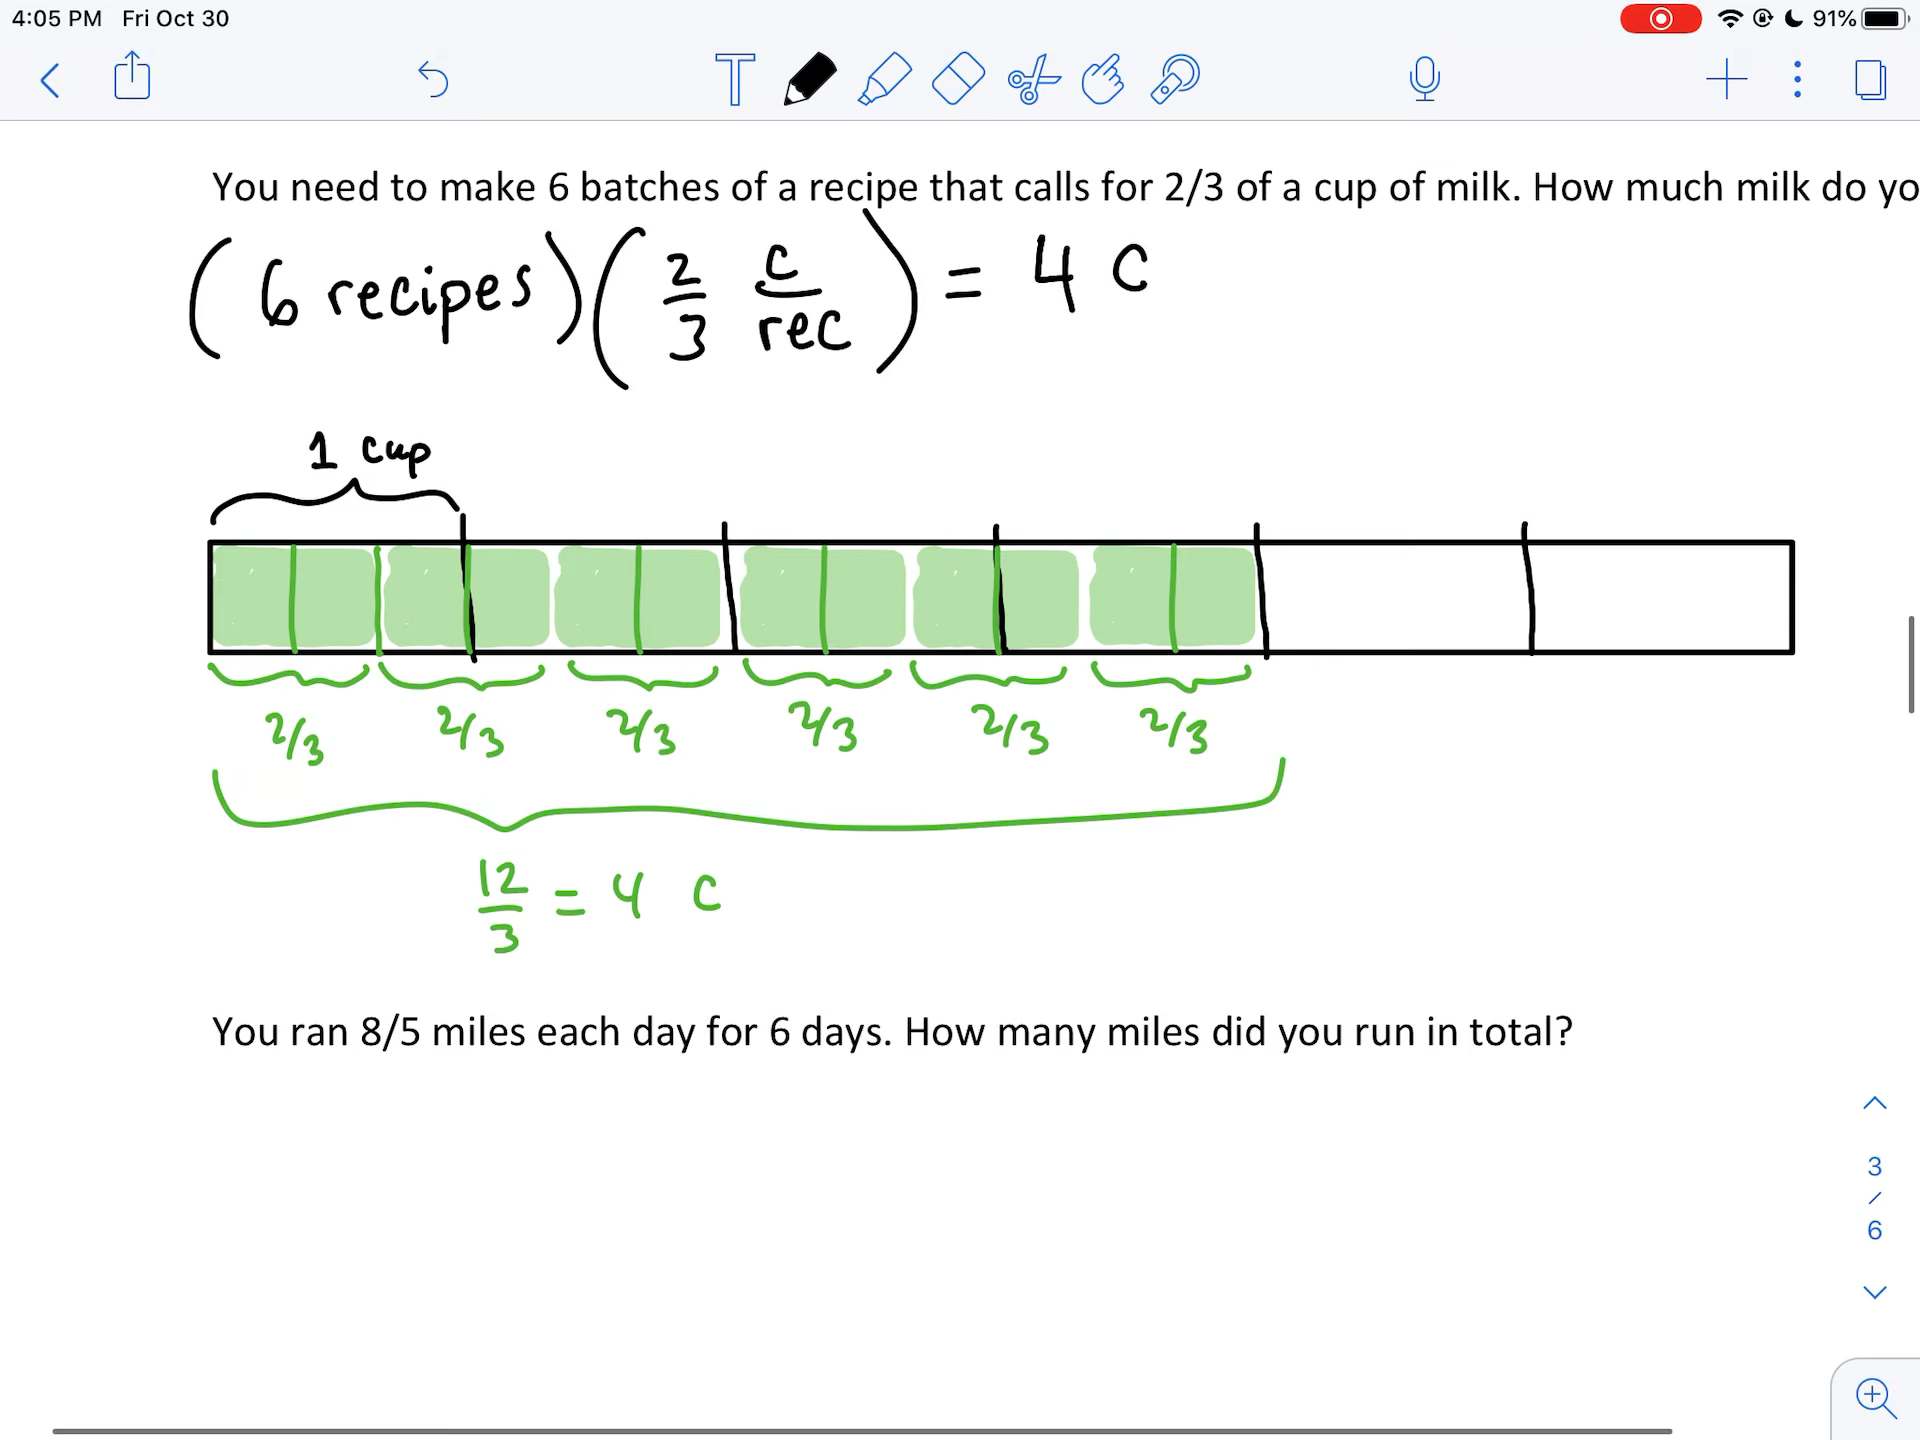 4:05 PM Fri Oct 30 91%
T
You need to make 6 batches of a recipe that calls for 2/3 of a cup of milk. How much milk do yo
(6 recipes)(2/3 c/rec) = 4 c
1 cup
2/3 2/3 2/3 2/3 2/3 2/3
12/3 = 4 c
You ran 8/5 miles each day for 6 days. How many miles did you run in total?
3
/
6